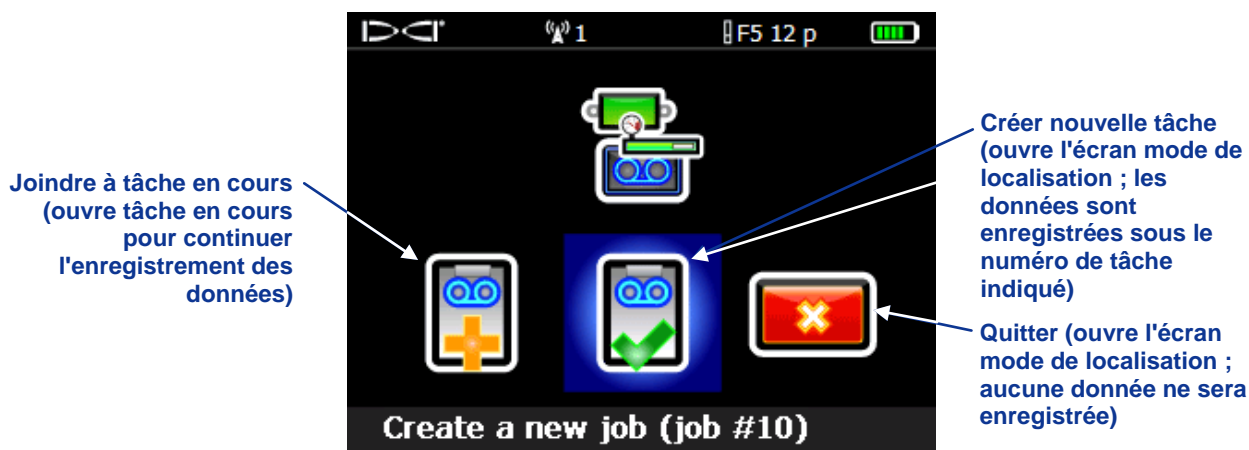 DCI
1
F5 12 p
Joindre à tâche en cours
(ouvre tâche en cours
pour continuer
l'enregistrement des
données)
Créer nouvelle tâche
(ouvre l'écran mode de
localisation ; les
données sont
enregistrées sous le
numéro de tâche
indiqué)
Quitter (ouvre l'écran
mode de localisation ;
aucune donnée ne sera
enregistrée)
Create a new job (job #10)